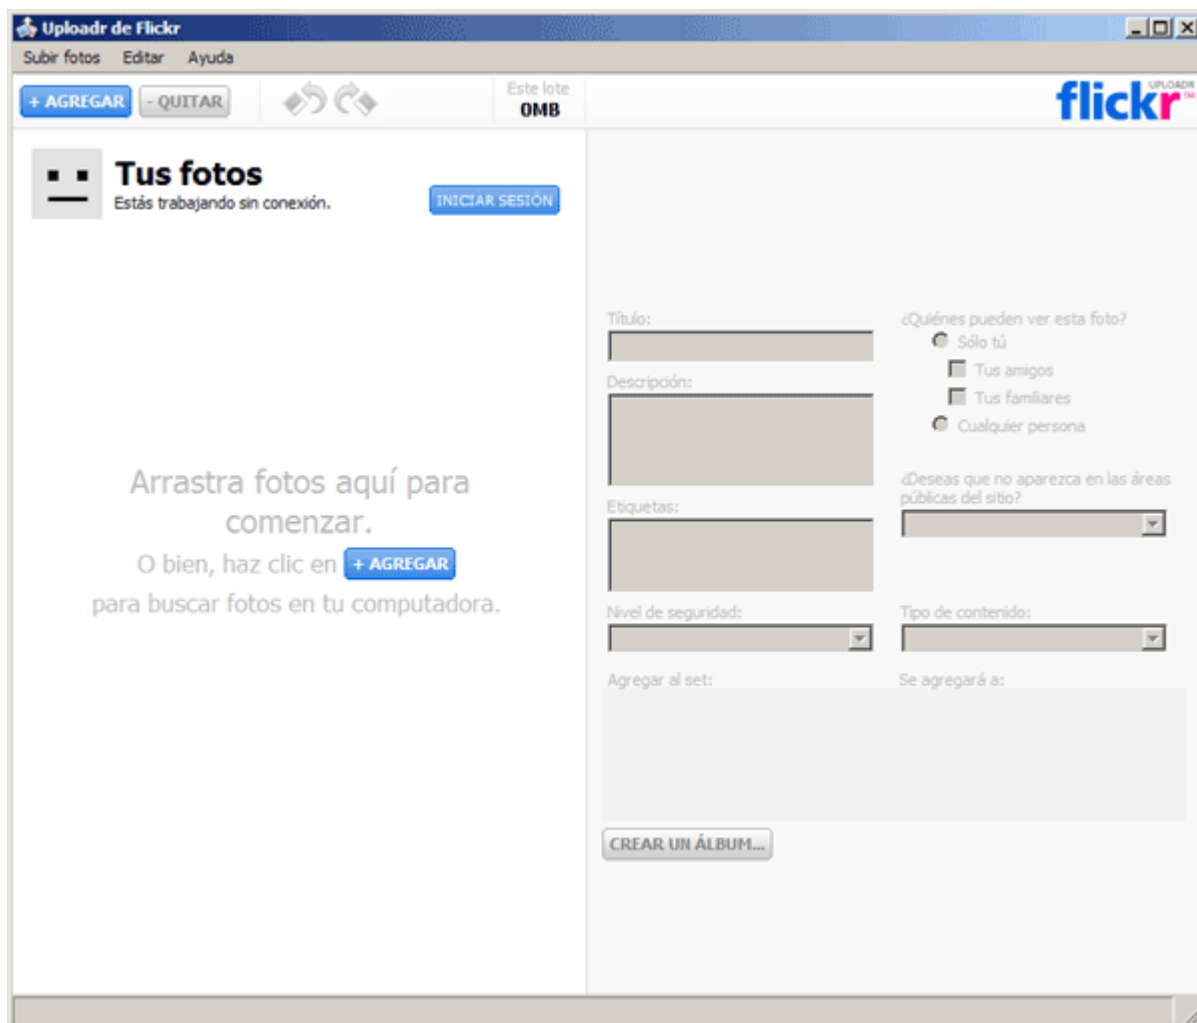 Uploadr de Flickr
Subir fotos Editar Ayuda
+ AGREGAR - QUITAR
Este lote
0MB
UPLOADR
flickr™
Tus fotos
Estás trabajando sin conexión.
INICIAR SESIÓN
Arrastra fotos aquí para
comenzar.
O bien, haz clic en + AGREGAR
para buscar fotos en tu computadora.
Título:
Descripción:
Etiquetas:
Nivel de seguridad:
¿Quiénes pueden ver esta foto?
Sólo tú
Tus amigos
Tus familiares
Cualquier persona
¿Deseas que no aparezca en las áreas
públicas del sitio?
Tipo de contenido:
Agregar al set:
Se agregará a:
CREAR UN ÁLBUM...